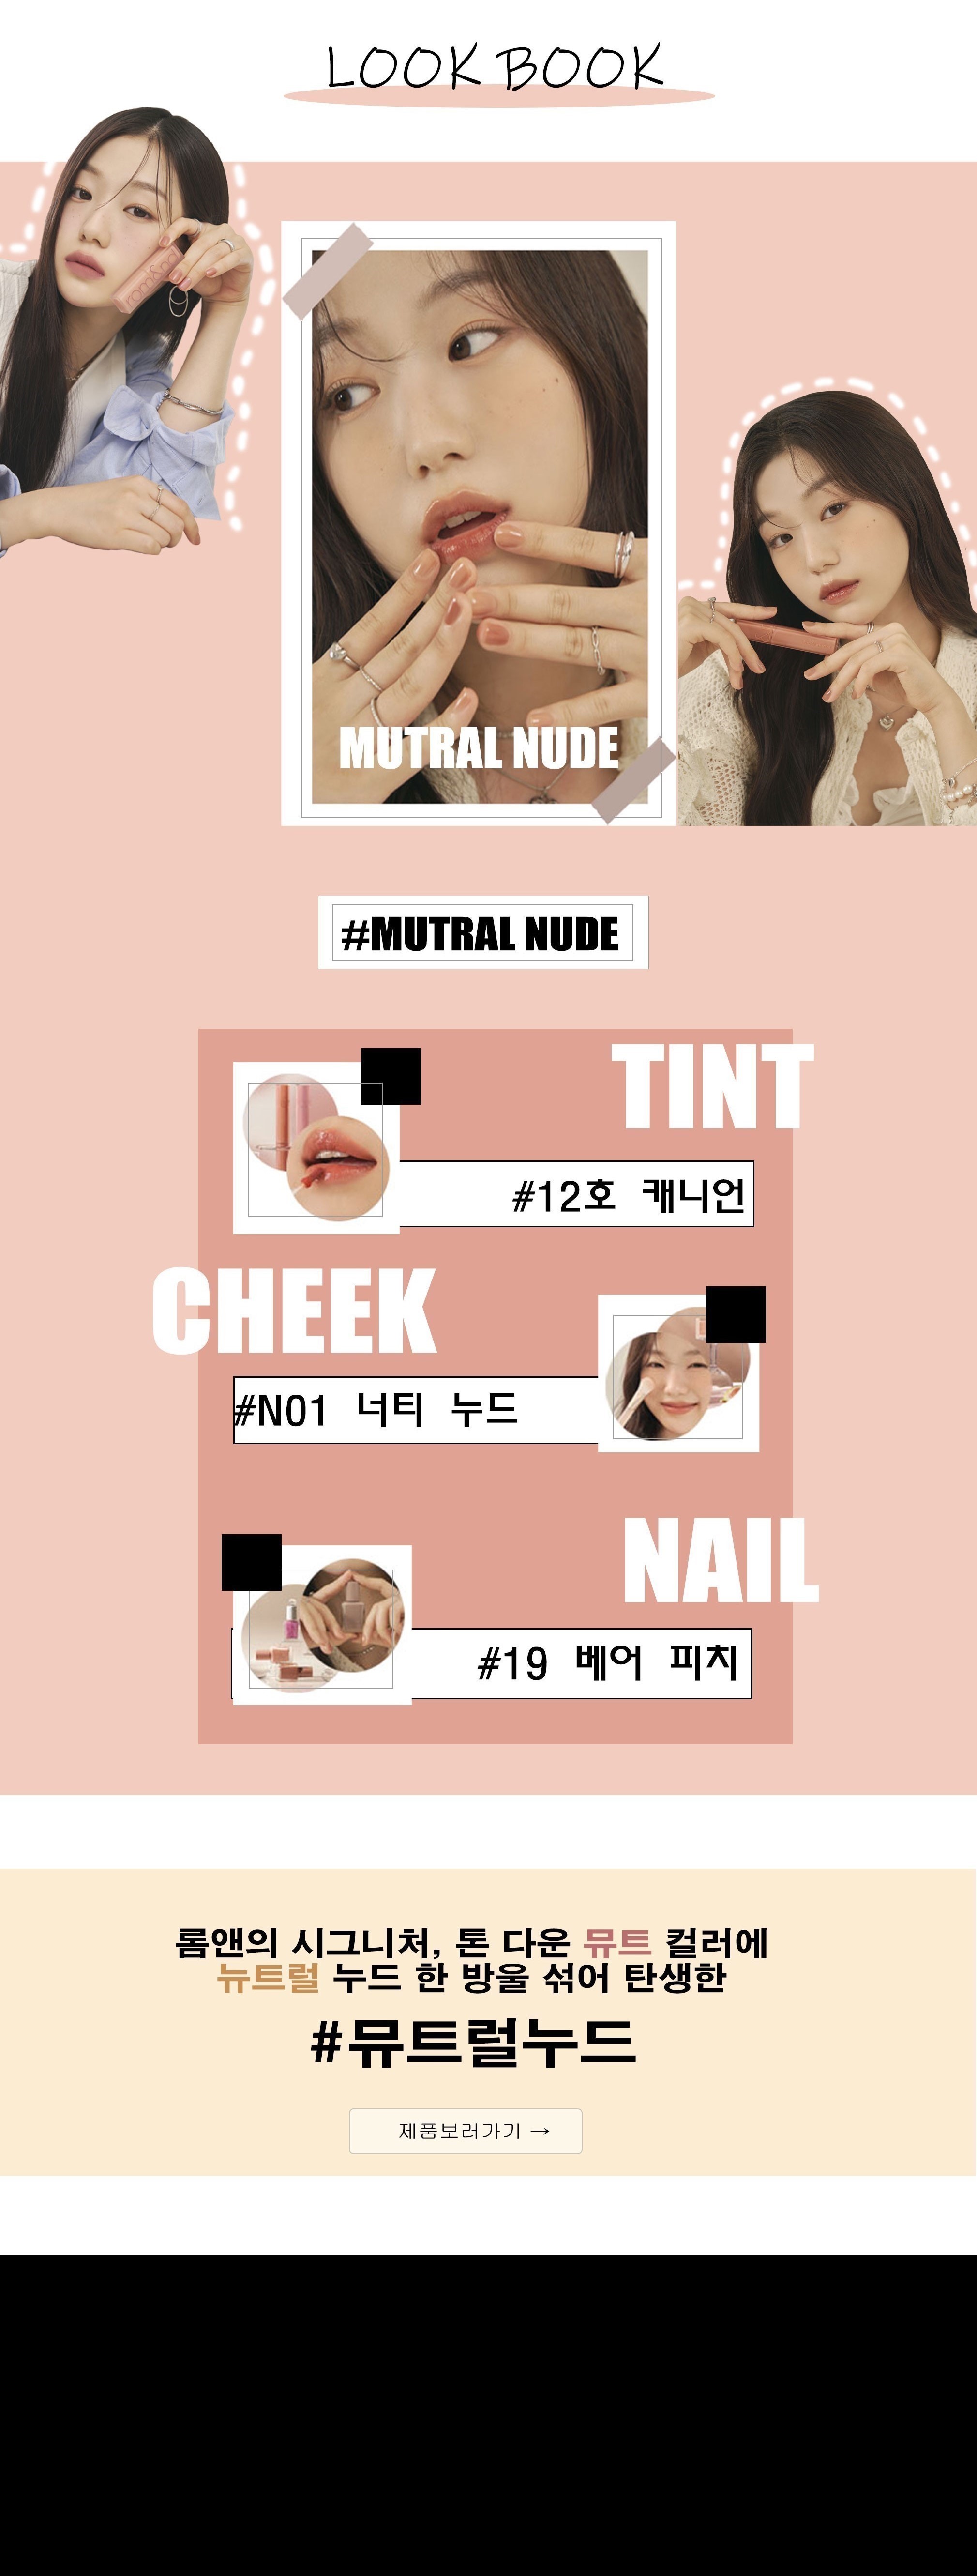 LOOK BOOK
rom&nd
MUTRAL NUDE
#MUTRAL NUDE
TINT
#12호 캐니언
CHEEK
#N01 너티 누드
NAIL
#19 베어 피치
롬앤의 시그니처, 톤 다운 뮤트 컬러에
뉴트럴 누드 한 방울 섞어 탄생한
#뮤트럴누드
제품보러가기 →